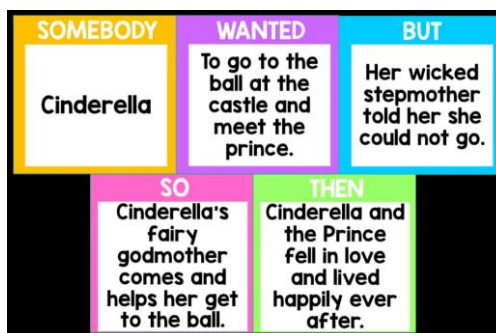 SOMEBODY
Cinderella
WANTED
To go to the
ball at the
castle and
meet the
prince.
BUT
Her wicked
stepmother
told her she
could not go.
SO
Cinderella's
fairy
godmother
comes and
helps her get
to the ball.
THEN
Cinderella and
the Prince
fell in love
and lived
happily ever
after.